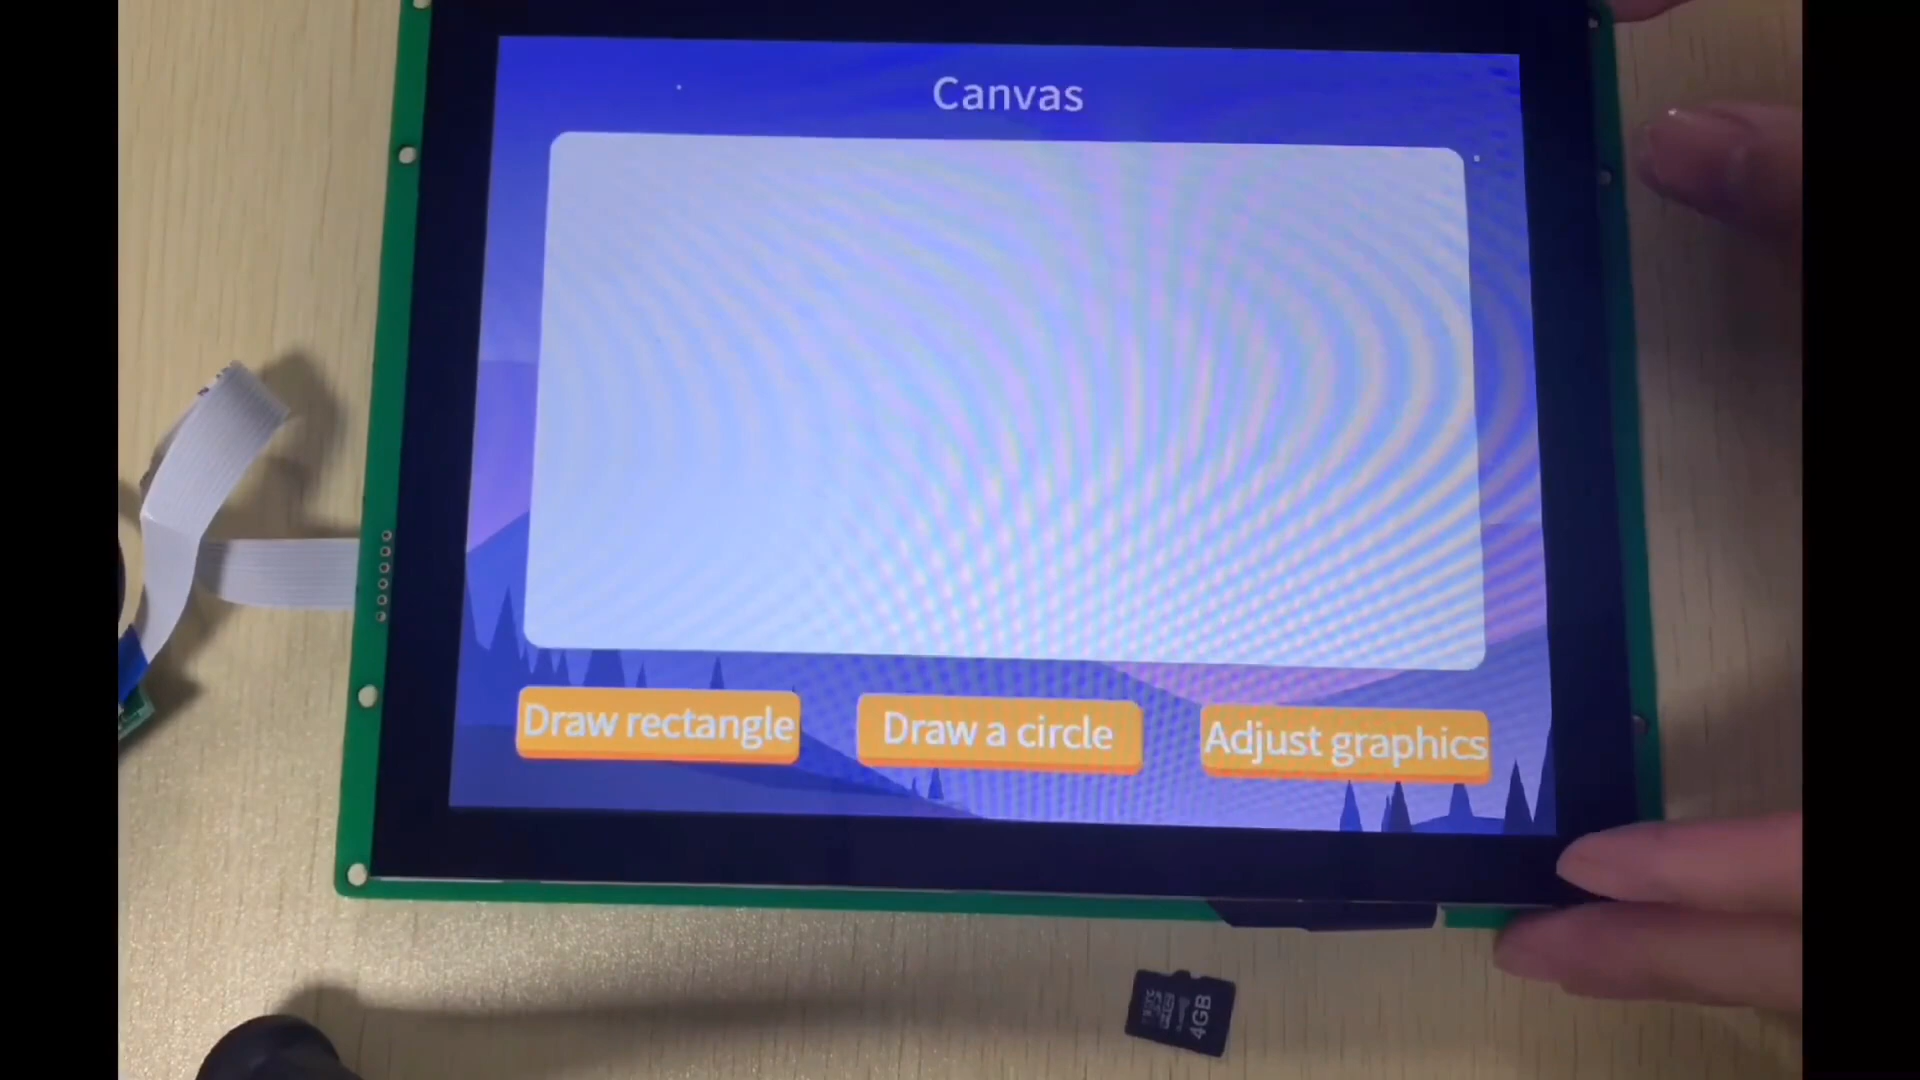 Canvas
Draw rectangle
Draw a circle
Adjust graphics
4GB